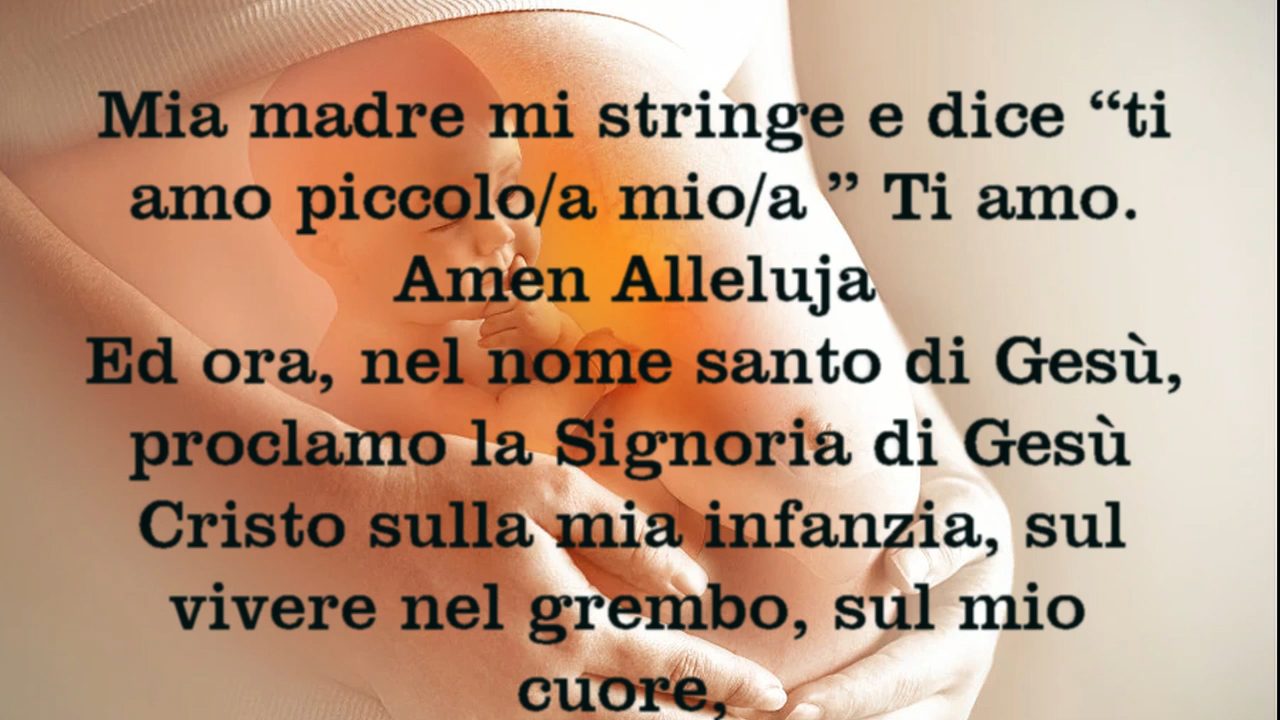 Mia madre mi stringe e dice “ti
amo piccolo/a mio/a ” Ti amo.
Amen Alleluja
Ed ora, nel nome santo di Gesù,
proclamo la Signoria di Gesù
Cristo sulla mia infanzia, sul
vivere nel grembo, sul mio
cuore,